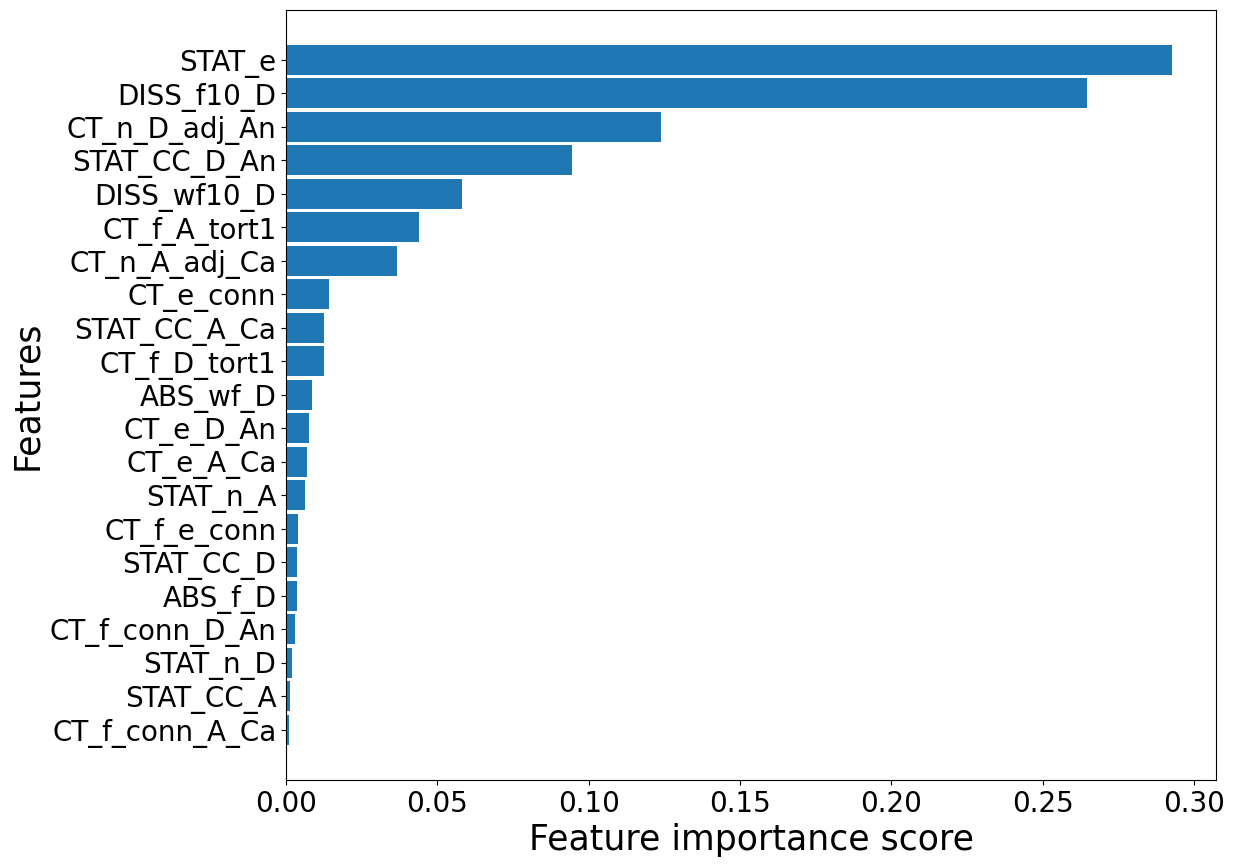 STAT_e
DISS_f10_D
CT_n_D_adj_An
STAT_CC_D_An
DISS_wf10_D
CT_f_A_tort1
CT_n_A_adj_Ca
CT_e_conn
STAT_CC_A_Ca
CT_f_D_tort1
ABS_wf_D
CT_e_D_An
CT_e_A_Ca
STAT_n_A
CT_f_e_conn
STAT_CC_D
ABS_f_D
CT_f_conn_D_An
STAT_n_D
STAT_CC_A
CT_f_conn_A_Ca
Features
0.00 0.05 0.10 0.15 0.20 0.25 0.30
Feature importance score